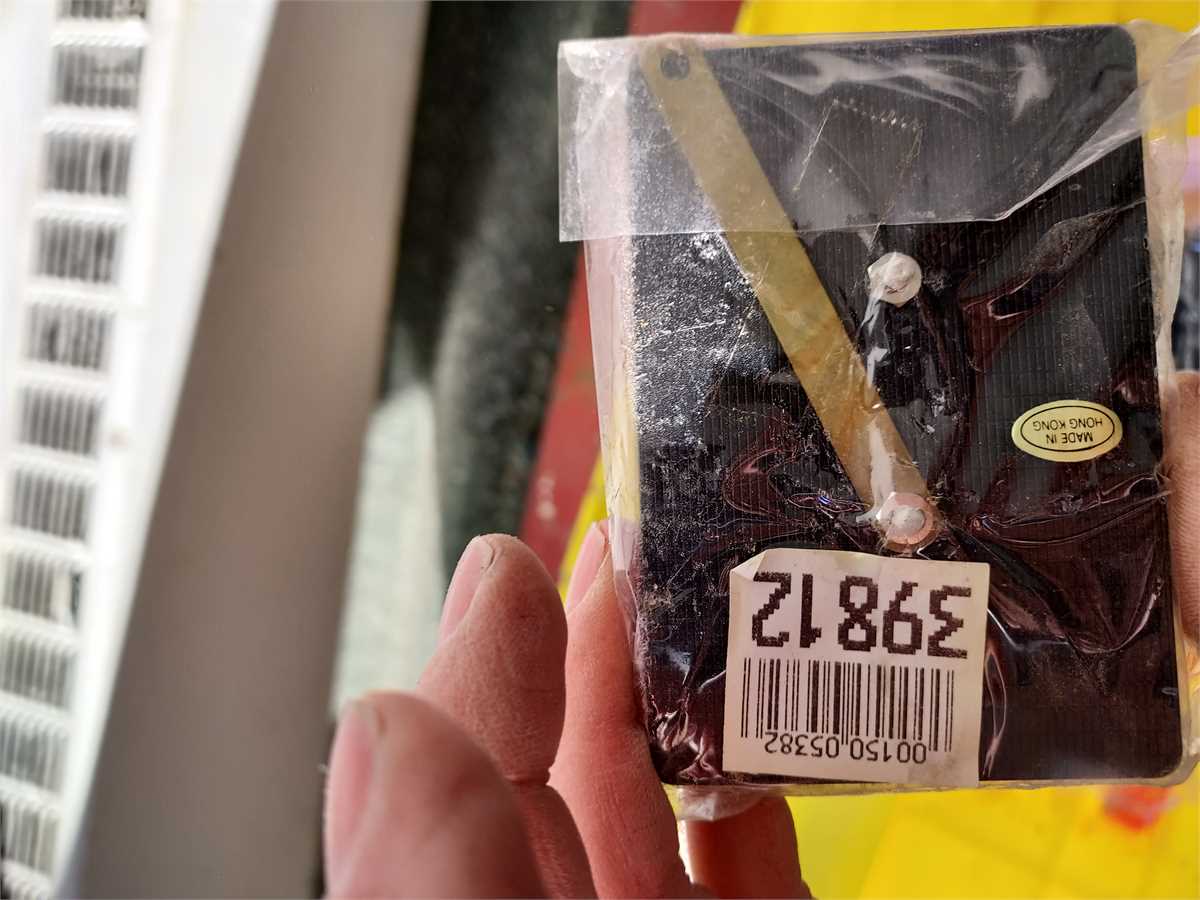 00150 05382
39812
MADE IN
HONG KONG